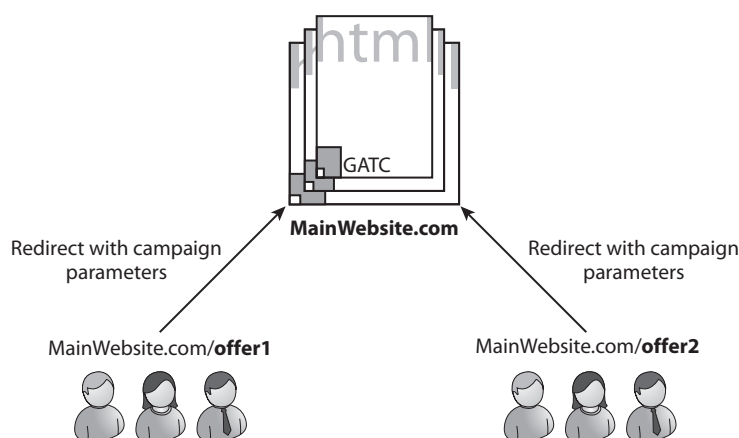 html
GATC
MainWebsite.com
Redirect with campaign
parameters
Redirect with campaign
parameters
MainWebsite.com/offer1
MainWebsite.com/offer2